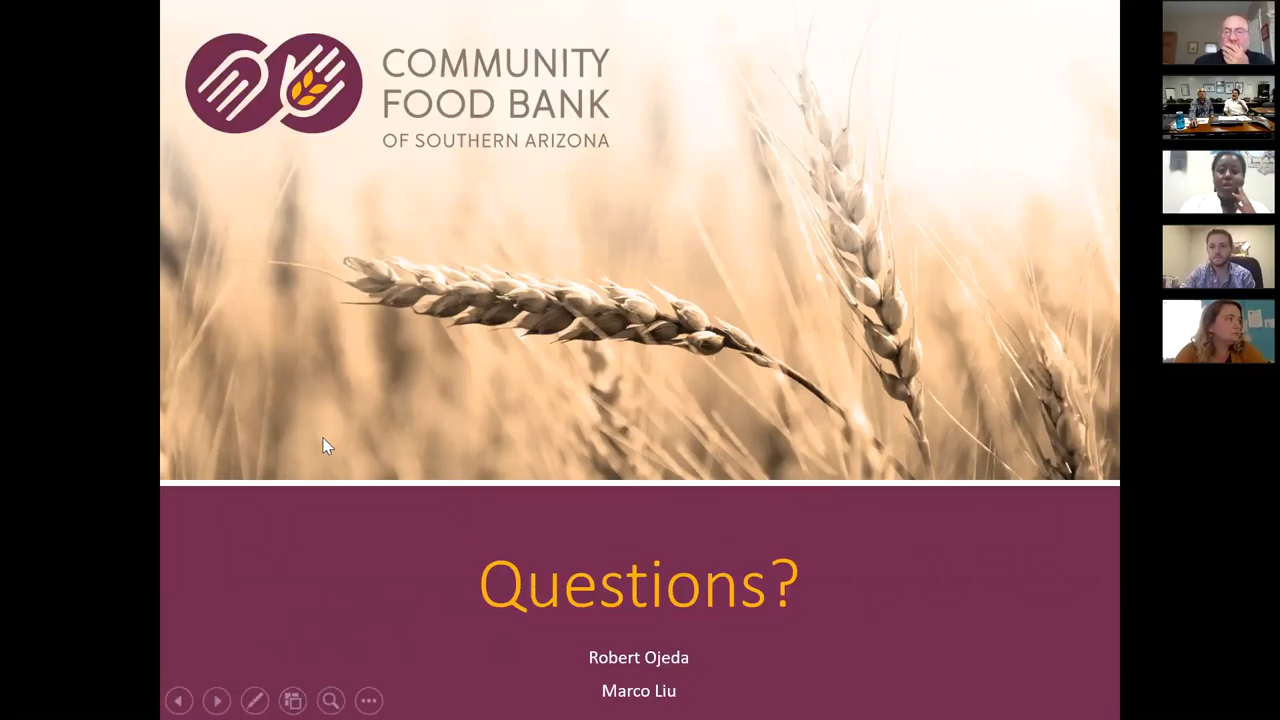 COMMUNITY
FOOD BANK
OF SOUTHERN ARIZONA
Questions?
Robert Ojeda
Marco Liu